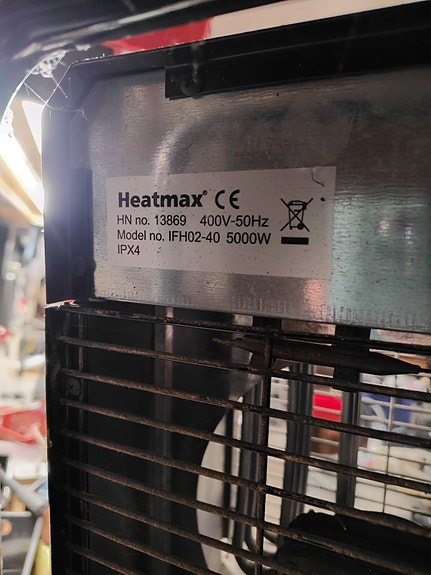 Heatmax® CE
HN no. 13869 400V-50Hz
Model no. IFH02-40 5000W
IPX4